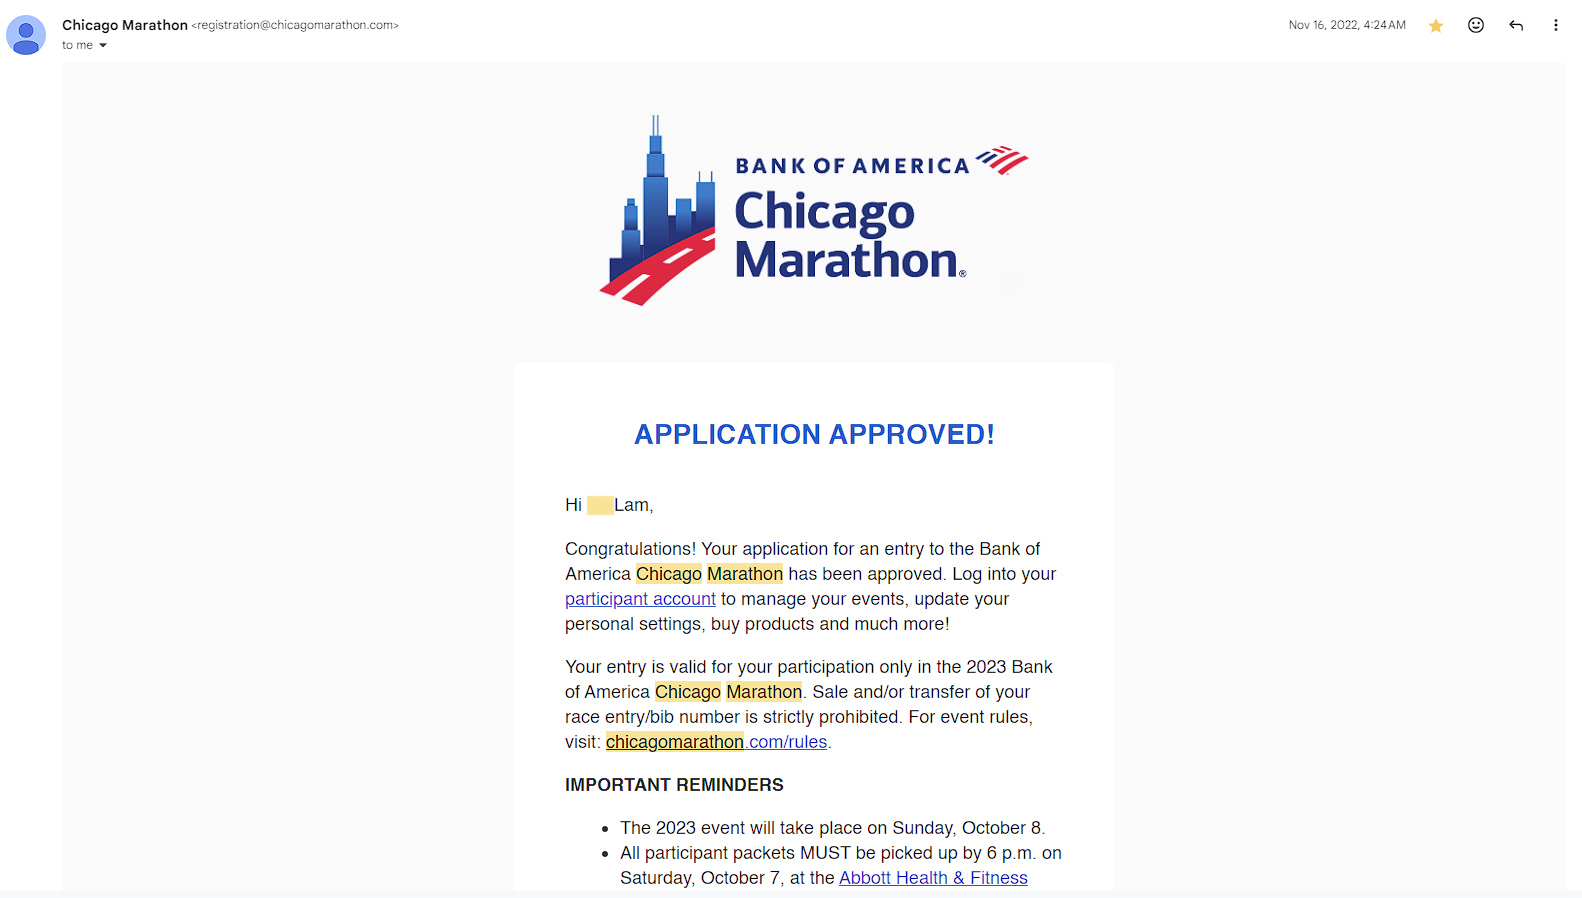 Chicago Marathon <registration@chicagomarathon.com>
Nov 16, 2022, 4:24 AM
to me
BANK OF AMERICA
Chicago
Marathon®
APPLICATION APPROVED!
Hi Lam,
Congratulations! Your application for an entry to the Bank of
America Chicago Marathon has been approved. Log into your
participant account to manage your events, update your
personal settings, buy products and much more!
Your entry is valid for your participation only in the 2023 Bank
of America Chicago Marathon. Sale and/or transfer of your
race entry/bib number is strictly prohibited. For event rules,
visit: chicagomarathon.com/rules.
IMPORTANT REMINDERS
• The 2023 event will take place on Sunday, October 8.
• All participant packets MUST be picked up by 6 p.m. on
Saturday, October 7, at the Abbott Health & Fitness